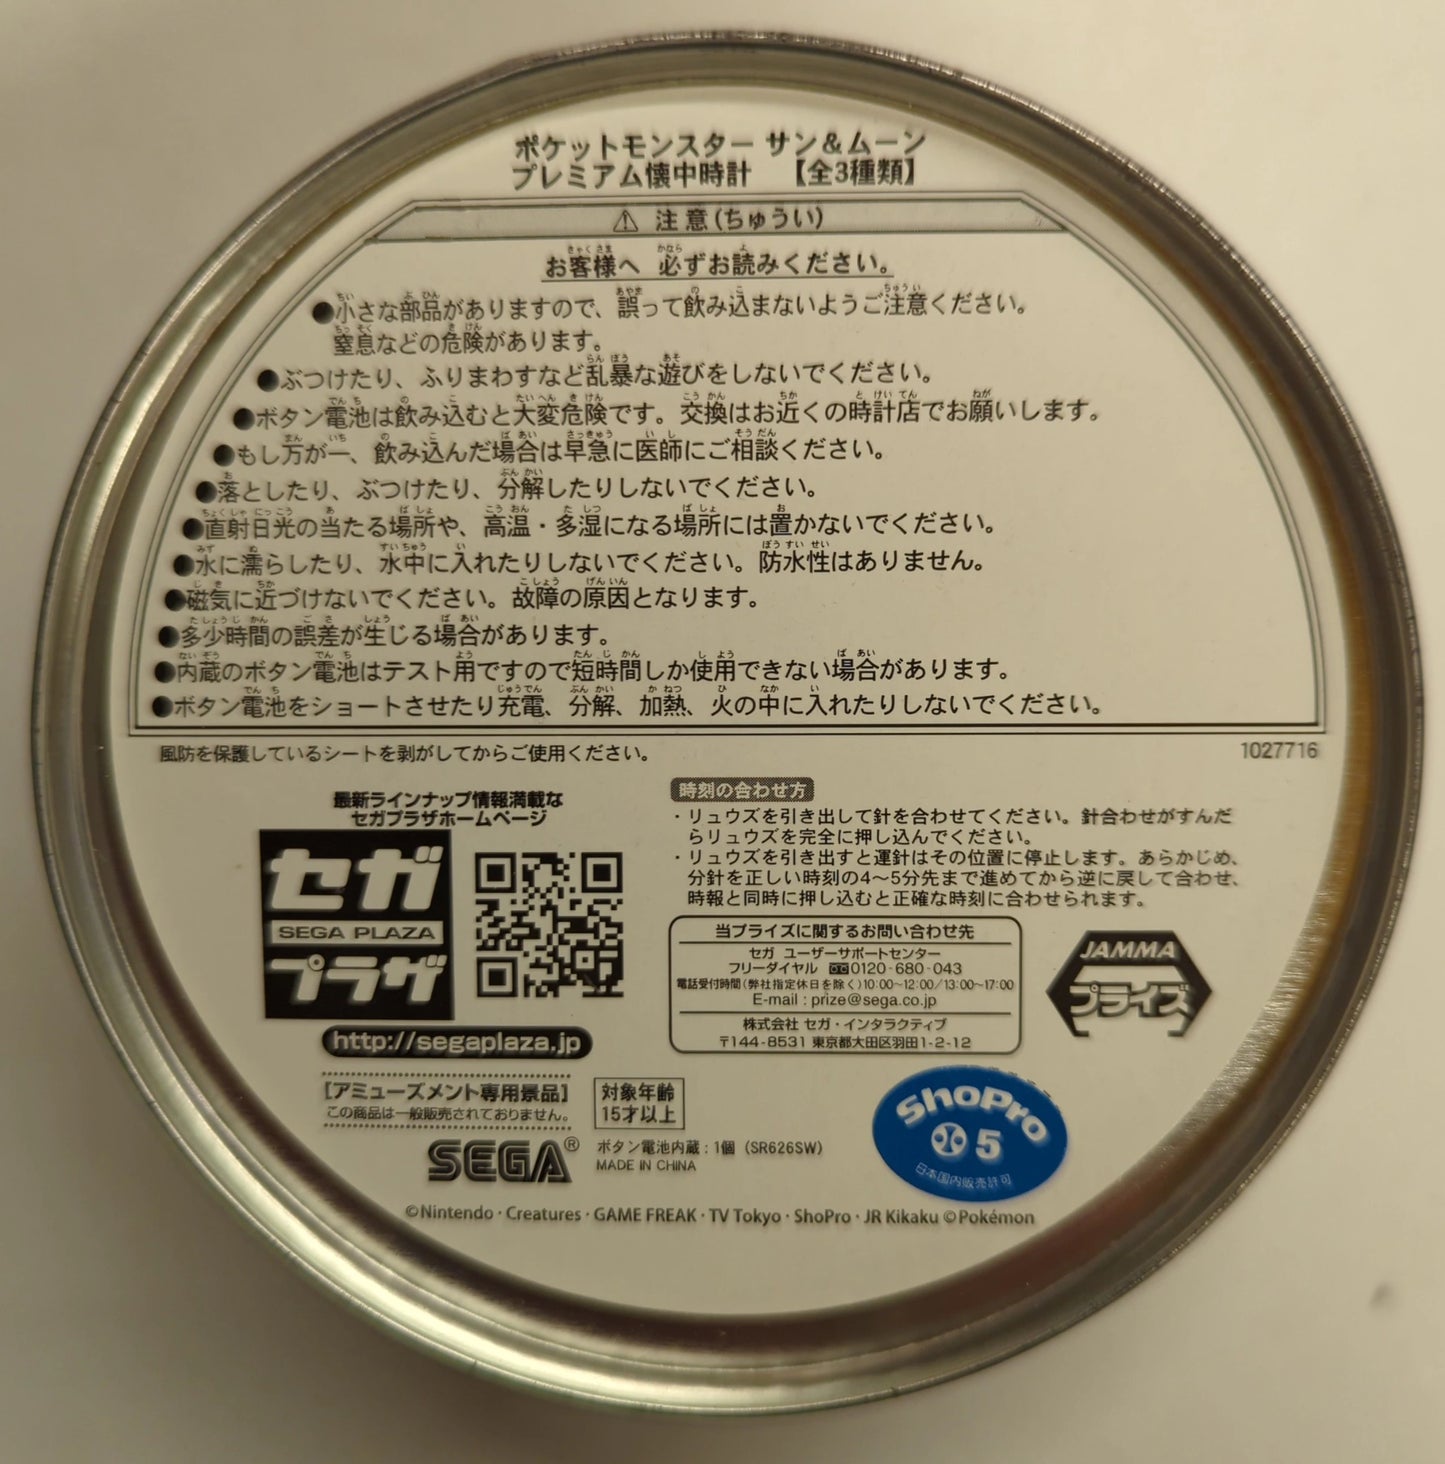 ポケットモンスター サン&ムーン
プレミアム懐中時計 【全3種類】
⚠ 注意(ちゅうい)
お客様へ 必ずお読みください。
●小さな部品がありますので、誤って飲み込まないようご注意ください。
窒息などの危険があります。
●ぶつけたり、ふりまわすなど乱暴な遊びをしないでください。
●ボタン電池は飲み込むと大変危険です。交換はお近くの時計店でお願いします。
●もし万が一、飲み込んだ場合は早急に医師にご相談ください。
●落としたり、ぶつけたり、分解したりしないでください。
●直射日光の当たる場所や、高温・多湿になる場所には置かないでください。
●水に濡らしたり、水中に入れたりしないでください。防水性はありません。
●磁気に近づけないでください。故障の原因となります。
●多少時間の誤差が生じる場合があります。
●内蔵のボタン電池はテスト用ですので短時間しか使用できない場合があります。
●ボタン電池をショートさせたり充電、分解、加熱、火の中に入れたりしないでください。
風防を保護しているシートを剥がしてからご使用ください。
1027716
最新ラインナップ情報満載な
セガプラザホームページ
セガ
SEGA PLAZA
プラザ
http://segaplaza.jp
時刻の合わせ方
・リュウズを引き出して針を合わせてください。針合わせがすんだ
らリュウズを完全に押し込んでください。
・リュウズを引き出すと運針はその位置に停止します。あらかじめ、
分針を正しい時刻の4〜5分先まで進めてから逆に戻して合わせ、
時報と同時に押し込むと正確な時刻に合わせられます。
当プライズに関するお問い合わせ先
セガ ユーザーサポートセンター
フリーダイヤル 0120-680-043
電話受付時間(弊社指定休日を除く)10:00〜12:00/13:00〜17:00
E-mail : prize@sega.co.jp
株式会社 セガ・インタラクティブ
〒144-8531 東京都大田区羽田1-2-12
JAMMA
プライズ
[アミューズメント専用景品]
この商品は一般販売されておりません。
対象年齢
15才以上
SEGA®
ボタン電池内蔵:1個 (SR626SW)
MADE IN CHINA
ShoPro
5
日本国内販売許可
©Nintendo・Creatures・GAME FREAK・TV Tokyo・ShoPro・JR Kikaku ©Pokémon